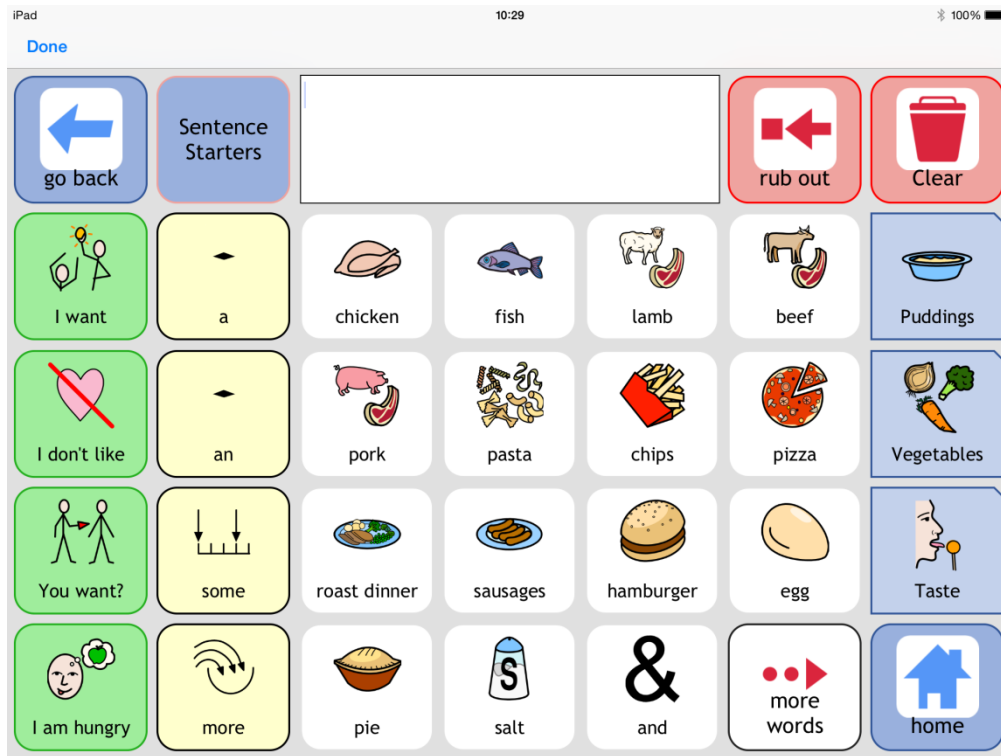 iPad 10:29 100%
Done
go back
Sentence
Starters
rub out
Clear
I want
a
chicken
fish
lamb
beef
Puddings
I don't like
an
pork
pasta
chips
pizza
Vegetables
You want?
some
roast dinner
sausages
hamburger
egg
Taste
I am hungry
more
pie
S
salt
&
and
more
words
home